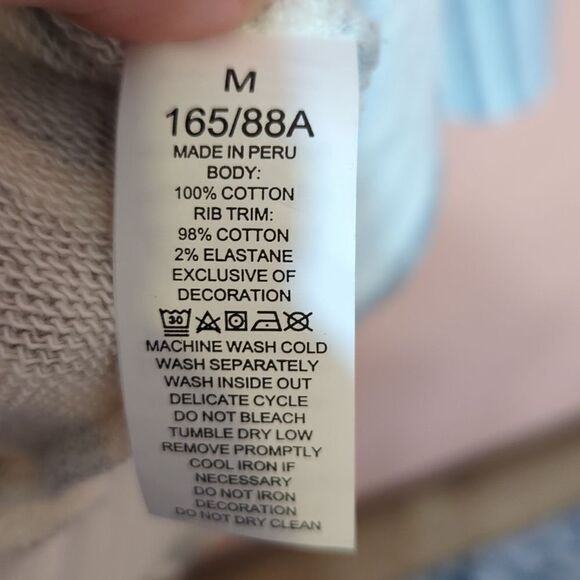 M
165/88A
MADE IN PERU
BODY:
100% COTTON
RIB TRIM:
98% COTTON
2% ELASTANE
EXCLUSIVE OF
DECORATION
30
MACHINE WASH COLD
WASH SEPARATELY
WASH INSIDE OUT
DELICATE CYCLE
DO NOT BLEACH
TUMBLE DRY LOW
REMOVE PROMPTLY
COOL IRON IF
NECESSARY
DO NOT IRON
DECORATION
DO NOT DRY CLEAN